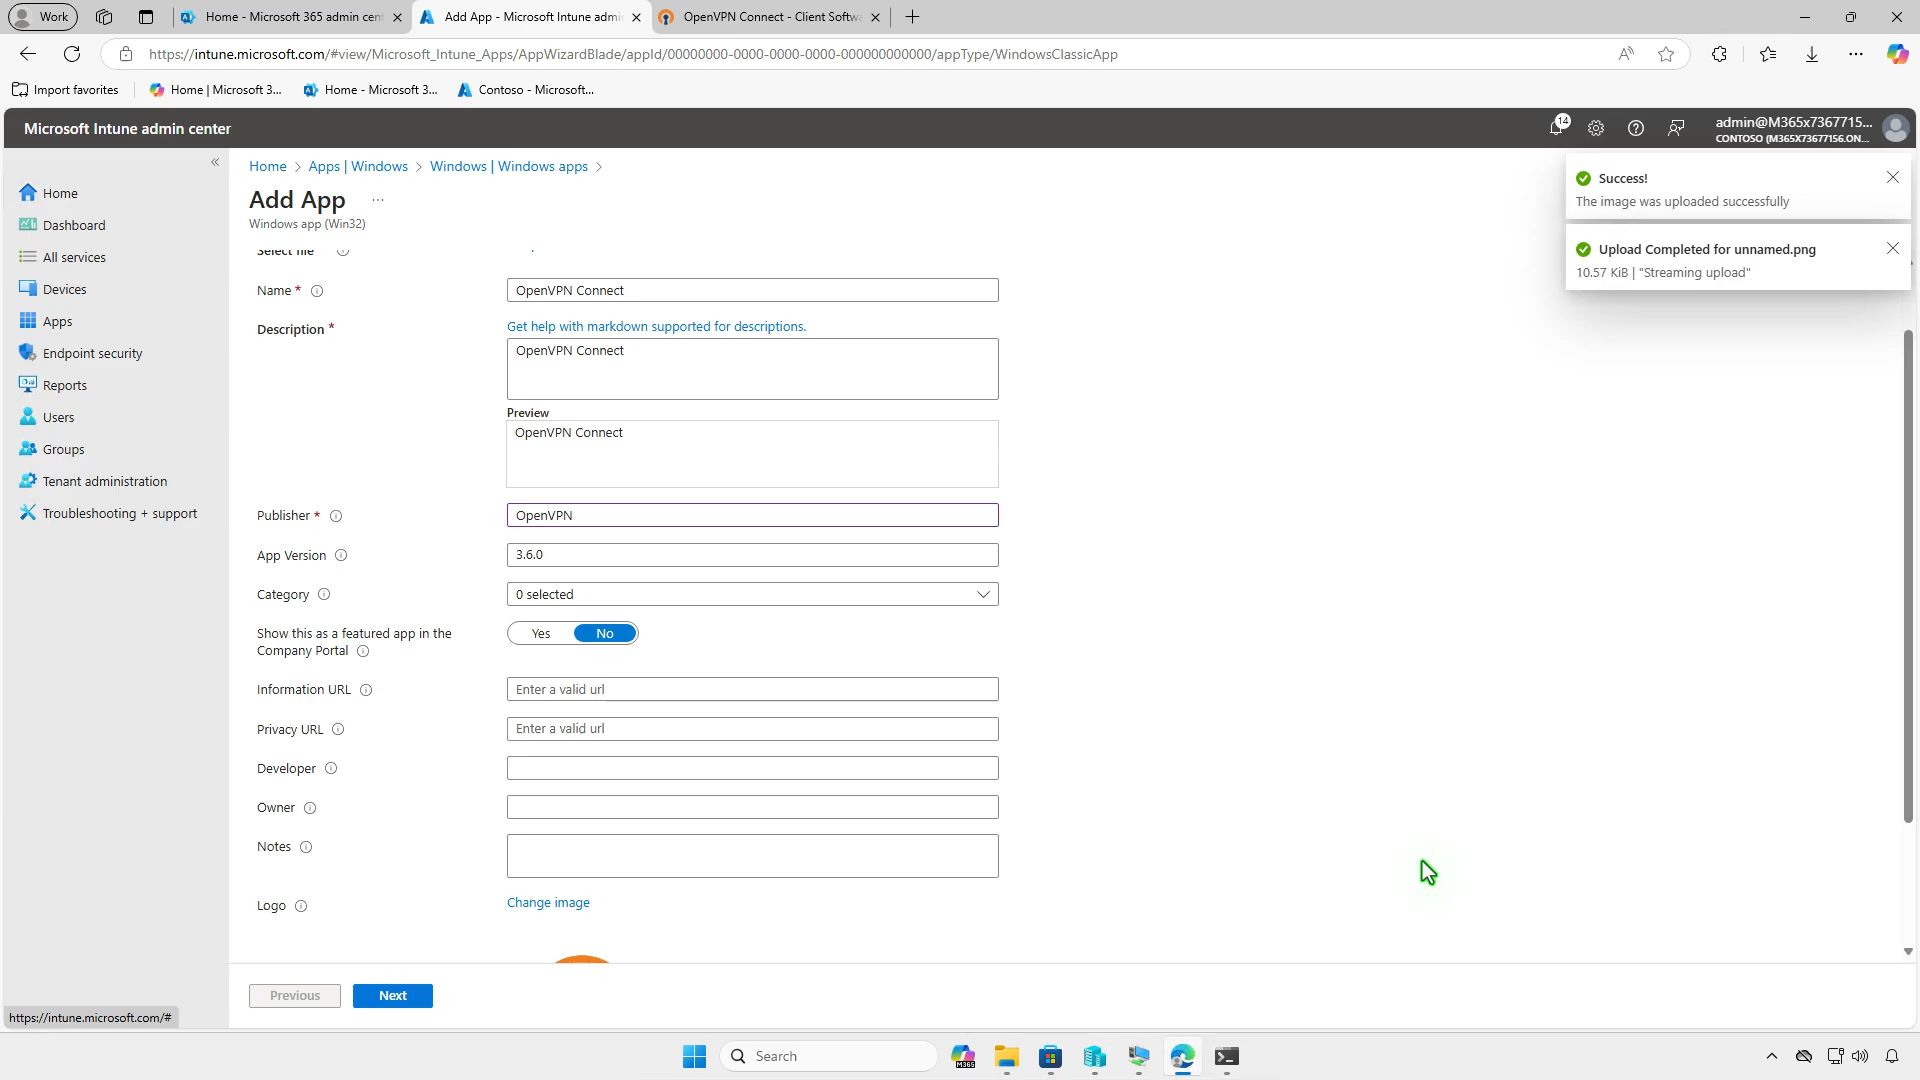 Work
Home - Microsoft 365 admin cen
Add App - Microsoft Intune admi
OpenVPN Connect - Client Softwa
https://intune.microsoft.com/#view/Microsoft_Intune_Apps/AppWizardBlade/appId/00000000-0000-0000-0000-000000000000/appType/WindowsClassicApp
Import favorites
Home | Microsoft 3...
Home - Microsoft 3...
Contoso - Microsoft...
Microsoft Intune admin center
14
admin@M365x7367715...
CONTOSO (M365X73677156.ON...
Home
Dashboard
All services
Devices
Apps
Endpoint security
Reports
Users
Groups
Tenant administration
Troubleshooting + support
Home > Apps | Windows > Windows | Windows apps >
Add App ...
Windows app (Win32)
Success!
The image was uploaded successfully
Upload Completed for unnamed.png
10.57 KiB | "Streaming upload"
Select file
Name *
OpenVPN Connect
Description *
Get help with markdown supported for descriptions.
OpenVPN Connect
Preview
OpenVPN Connect
Publisher *
OpenVPN
App Version
3.6.0
Category
0 selected
Show this as a featured app in the
Company Portal
Yes
No
Information URL
Enter a valid url
Privacy URL
Enter a valid url
Developer
Owner
Notes
Logo
Change image
Previous
Next
https://intune.microsoft.com/#
Search
M365